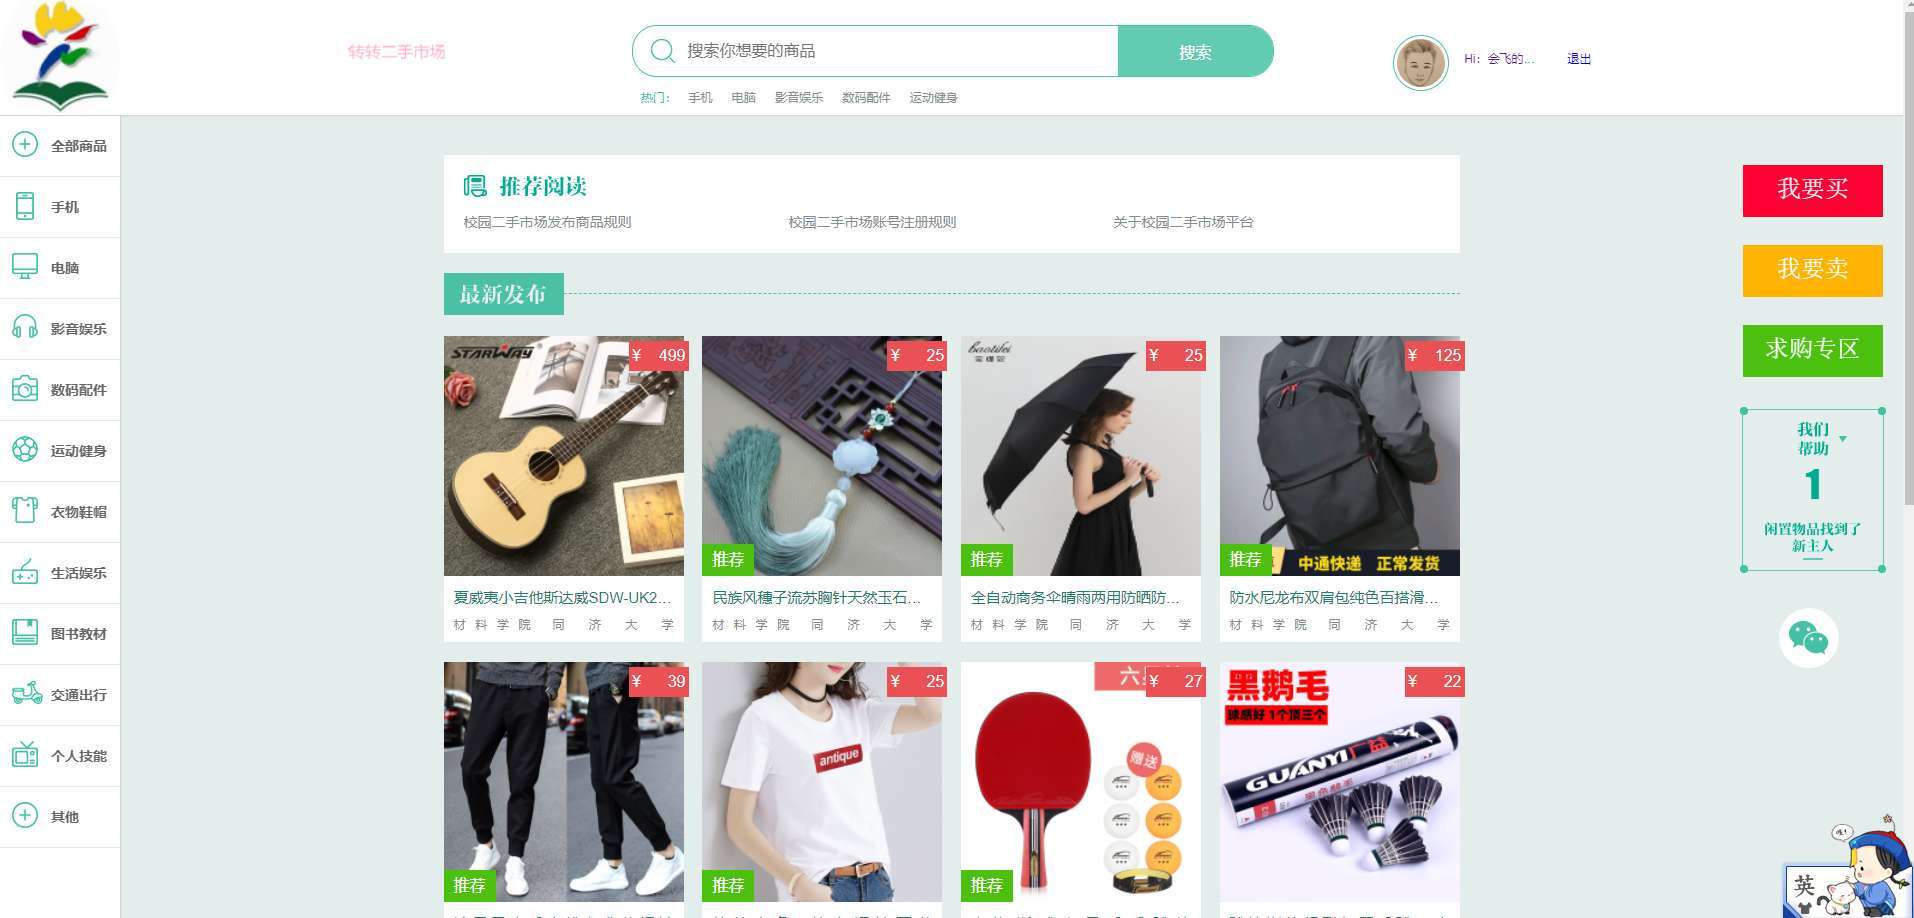 转转二手市场
搜索你想要的商品
搜索
Hi：会飞的...
退出
热门：
手机
电脑
影音娱乐
数码配件
运动健身
全部商品
手机
电脑
影音娱乐
数码配件
运动健身
衣物鞋帽
生活娱乐
图书教材
交通出行
个人技能
其他
推荐阅读
校园二手市场发布商品规则
校园二手市场账号注册规则
关于校园二手市场平台
最新发布
STARWAY
¥ 499
夏威夷小吉他斯达威SDW-UK2...
材料学院 同济大学
¥ 25
推荐
民族风穗子流苏胸针天然玉石...
材料学院 同济大学
baotifei
¥ 25
推荐
全自动商务伞晴雨两用防晒防...
材料学院 同济大学
¥ 125
推荐
中通快递 正常发货
防水尼龙布双肩包纯色百搭滑...
材料学院 同济大学
¥ 39
推荐
¥ 25
antique
推荐
¥ 27
赠送
推荐
黑鹅毛
球感好 1个顶三个
¥ 22
GUANYI 广益
我要买
我要卖
求购专区
我们
帮助
1
闲置物品找到了
新主人
英